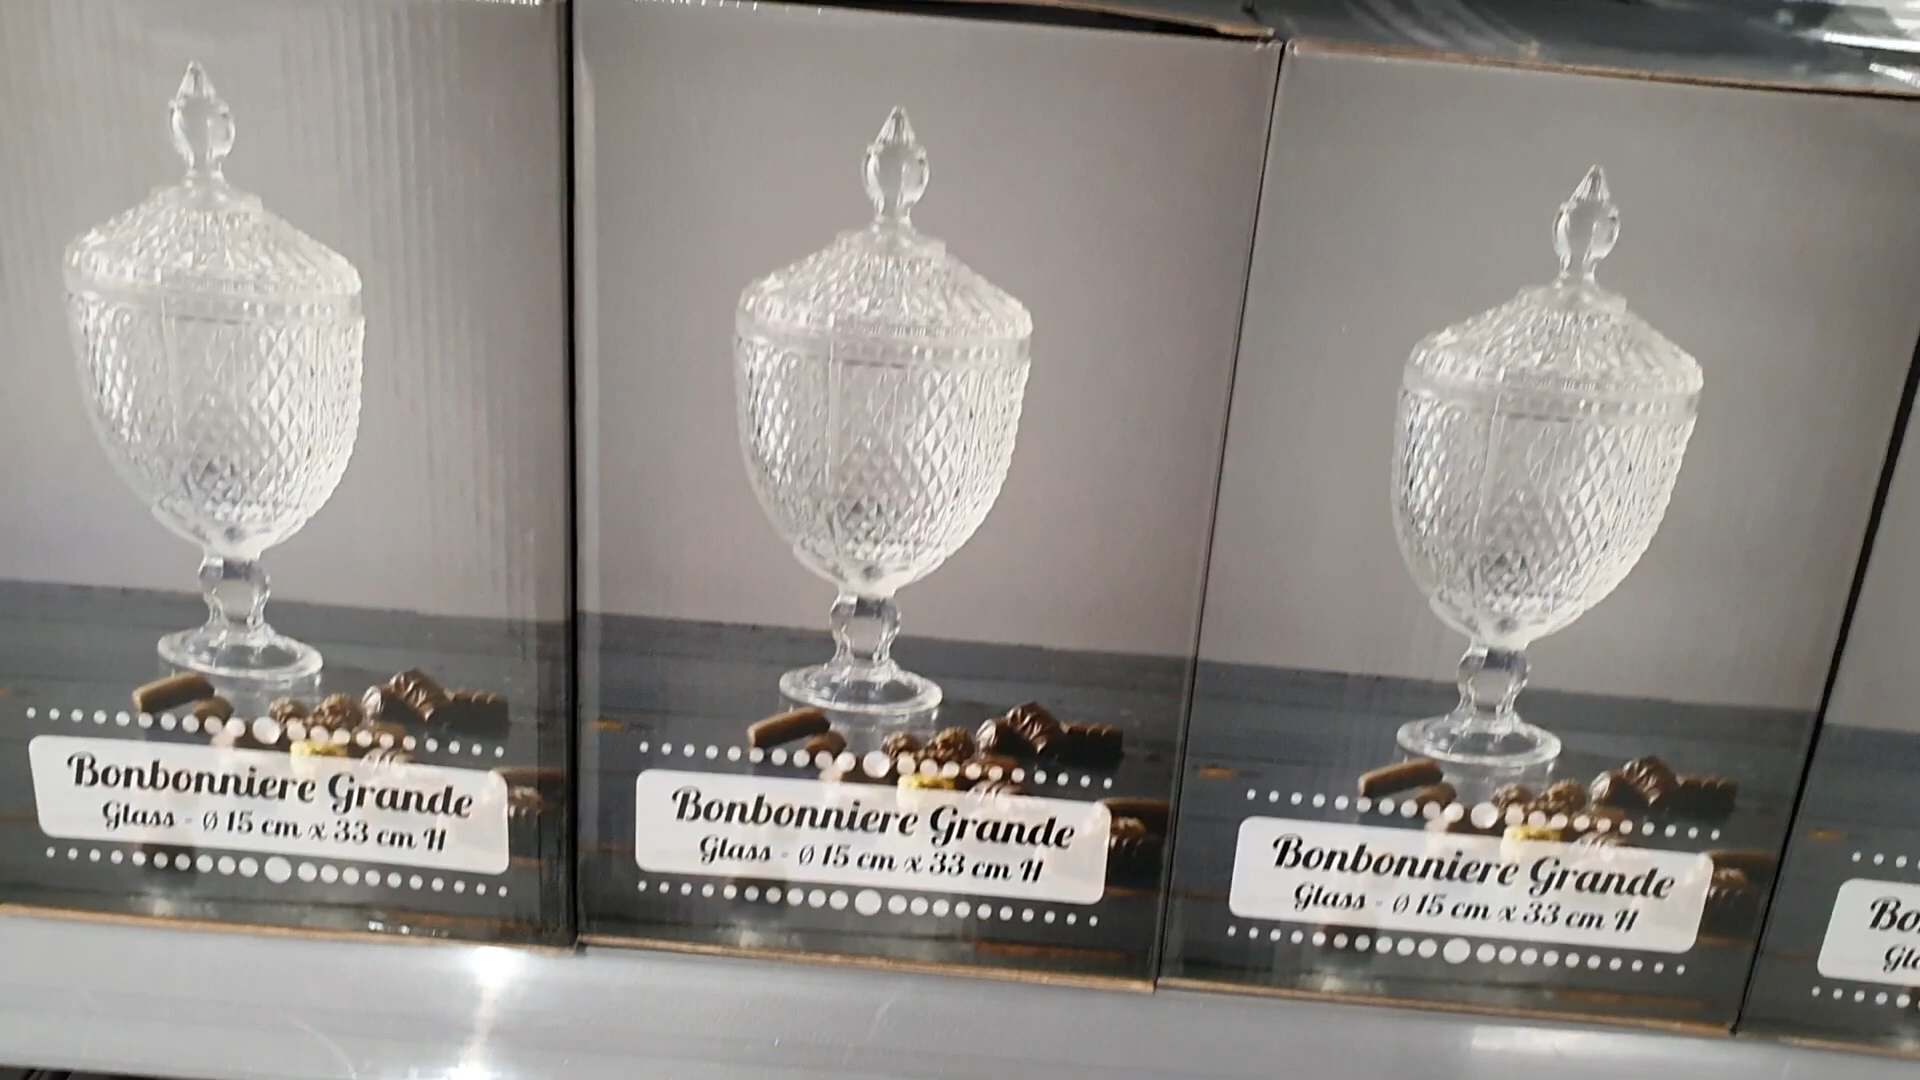 Bonbonniere Grande
Glass - Ø 15 cm x 33 cm H
Bonbonniere Grande
Glass - Ø 15 cm x 33 cm H
Bonbonniere Grande
Glass - Ø 15 cm x 33 cm H